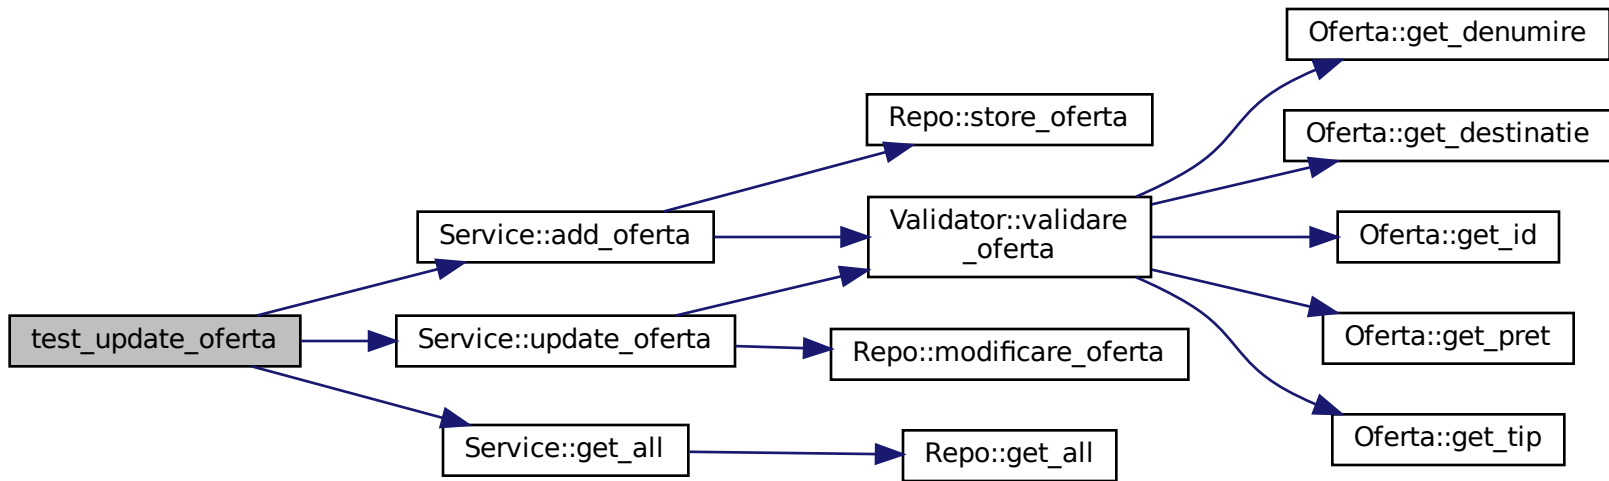 Oferta::get_denumire
Repo::store_oferta
Oferta::get_destinatie
Service::add_oferta
Validator::validare
_oferta
Oferta::get_id
test_update_oferta
Service::update_oferta
Repo::modificare_oferta
Oferta::get_pret
Service::get_all
Repo::get_all
Oferta::get_tip